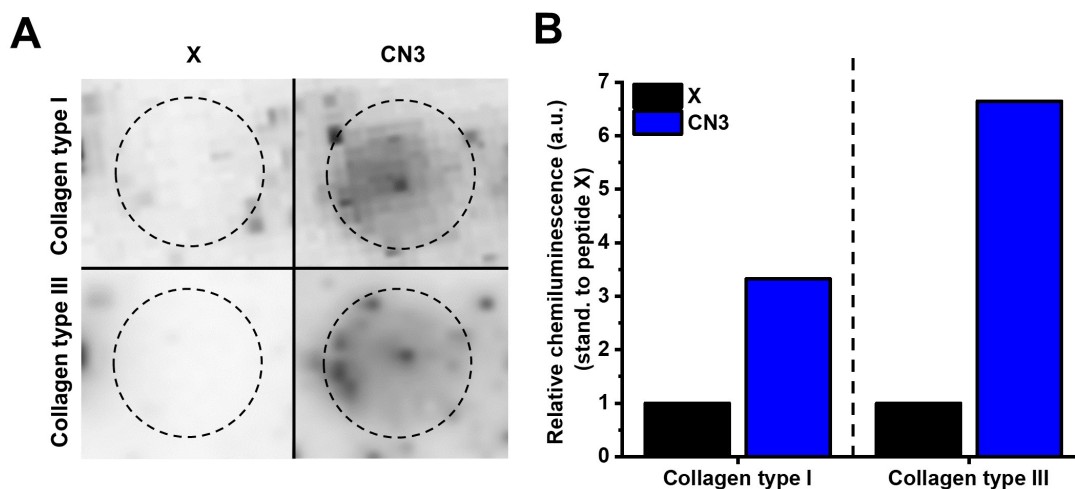 A
X
CN3
Collagen type I
Collagen type III
B
Relative chemiluminescence (a.u.)
(stand. to peptide X)
7
6
5
4
3
2
1
0
X
CN3
Collagen type I
Collagen type III